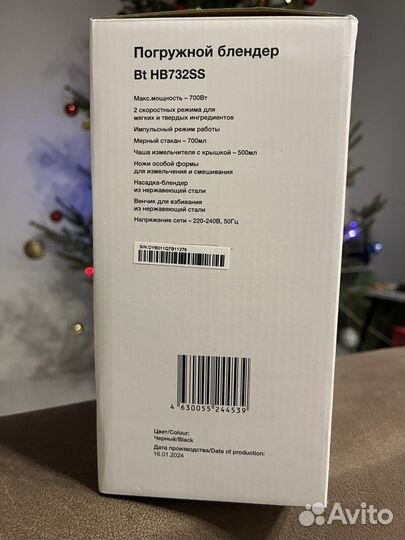 Погружной блендер
Bt HB732SS
Макс.мощность – 700Вт
2 скоростных режима для
мягких и твердых ингредиентов
Импульсный режим работы
Мерный стакан – 700мл
Чаша измельчителя с крышкой – 500мл
Ножи особой формы
для измельчения и смешивания
Насадка-блендер
из нержавеющей стали
Венчик для взбивания
из нержавеющей стали
Напряжение сети – 220-240В, 50Гц
S/N:DYB011Q7B11276
4 630055 244539
Цвет/Colour:
Черный/Black
Дата производства/Date of production:
16.01.2024
Avito